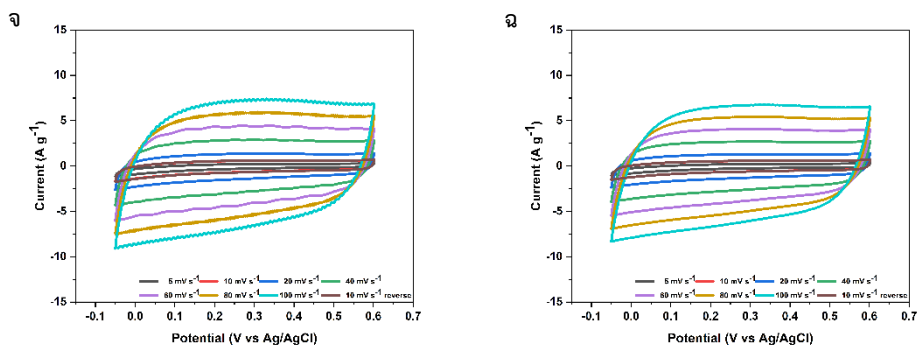 จ
ฉ
15
10
5
0
-5
-10
-15
Current (A g⁻¹)
5 mV s⁻¹ 10 mV s⁻¹ 20 mV s⁻¹ 40 mV s⁻¹
60 mV s⁻¹ 80 mV s⁻¹ 100 mV s⁻¹ 10 mV s⁻¹ reverse
-0.1 0.0 0.1 0.2 0.3 0.4 0.5 0.6 0.7
Potential (V vs Ag/AgCl)
15
10
5
0
-5
-10
-15
Current (A g⁻¹)
5 mV s⁻¹ 10 mV s⁻¹ 20 mV s⁻¹ 40 mV s⁻¹
60 mV s⁻¹ 80 mV s⁻¹ 100 mV s⁻¹ 10 mV s⁻¹ reverse
-0.1 0.0 0.1 0.2 0.3 0.4 0.5 0.6 0.7
Potential (V vs Ag/AgCl)